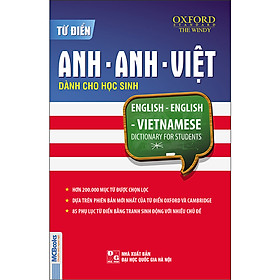 OXFORD
STANDARD
THE WINDY
TỪ ĐIỂN
ANH - ANH - VIỆT
DÀNH CHO HỌC SINH
ENGLISH - ENGLISH
- VIETNAMESE
DICTIONARY FOR STUDENTS
HƠN 200.000 MỤC TỪ ĐƯỢC CHỌN LỌC
DỰA TRÊN PHIÊN BẢN MỚI NHẤT CỦA TỪ ĐIỂN OXFORD VÀ CAMBRIDGE
85 PHỤ LỤC TỪ ĐIỂN BẰNG TRANH SINH ĐỘNG VỚI NHIỀU CHỦ ĐỀ
MCBooks
NHÀ XUẤT BẢN
ĐẠI HỌC QUỐC GIA HÀ NỘI